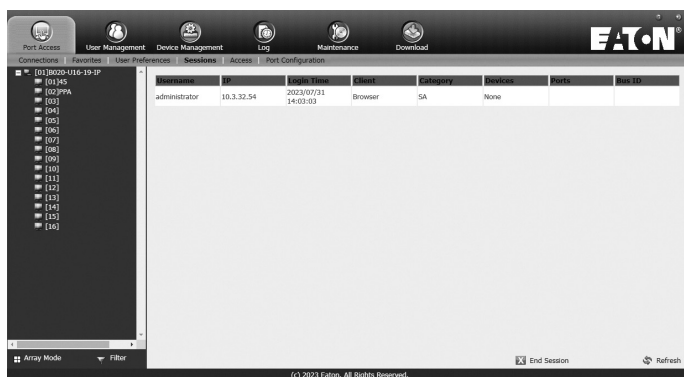 Port Access User Management Device Management Log Maintenance Download EATON®
Connections Favorites User Preferences Sessions Access Port Configuration
[01]B020-U16-19-IP
[01]45
[02]PPA
[03]
[04]
[05]
[06]
[07]
[08]
[09]
[10]
[11]
[12]
[13]
[14]
[15]
[16]
Username IP Login Time Client Category Devices Ports Bus ID
administrator 10.3.32.54 2023/07/31 Browser SA None
14:03:03
Array Mode Filter
End Session Refresh
(c) 2023 Eaton. All Rights Reserved.